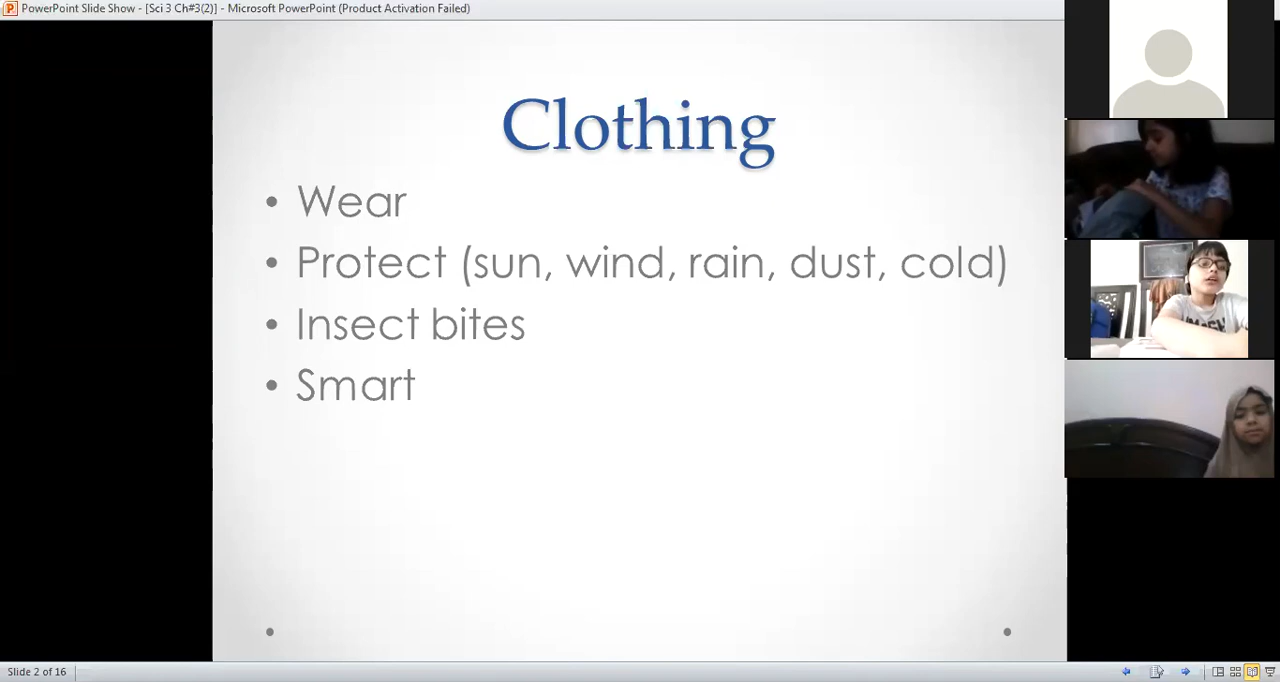 PowerPoint Slide Show - [Sci 3 Ch#3(2)] - Microsoft PowerPoint (Product Activation Failed)
Clothing
• Wear
• Protect (sun, wind, rain, dust, cold)
• Insect bites
• Smart
Slide 2 of 16